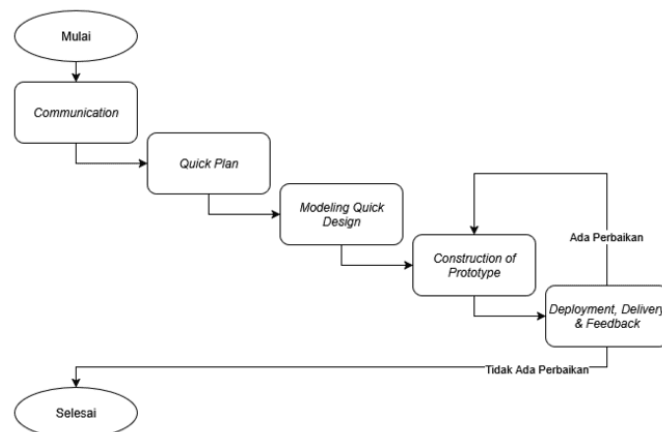 Mulai
Communication
Quick Plan
Modeling Quick
Design
Construction of
Prototype
Ada Perbaikan
Deployment, Delivery
& Feedback
Tidak Ada Perbaikan
Selesai